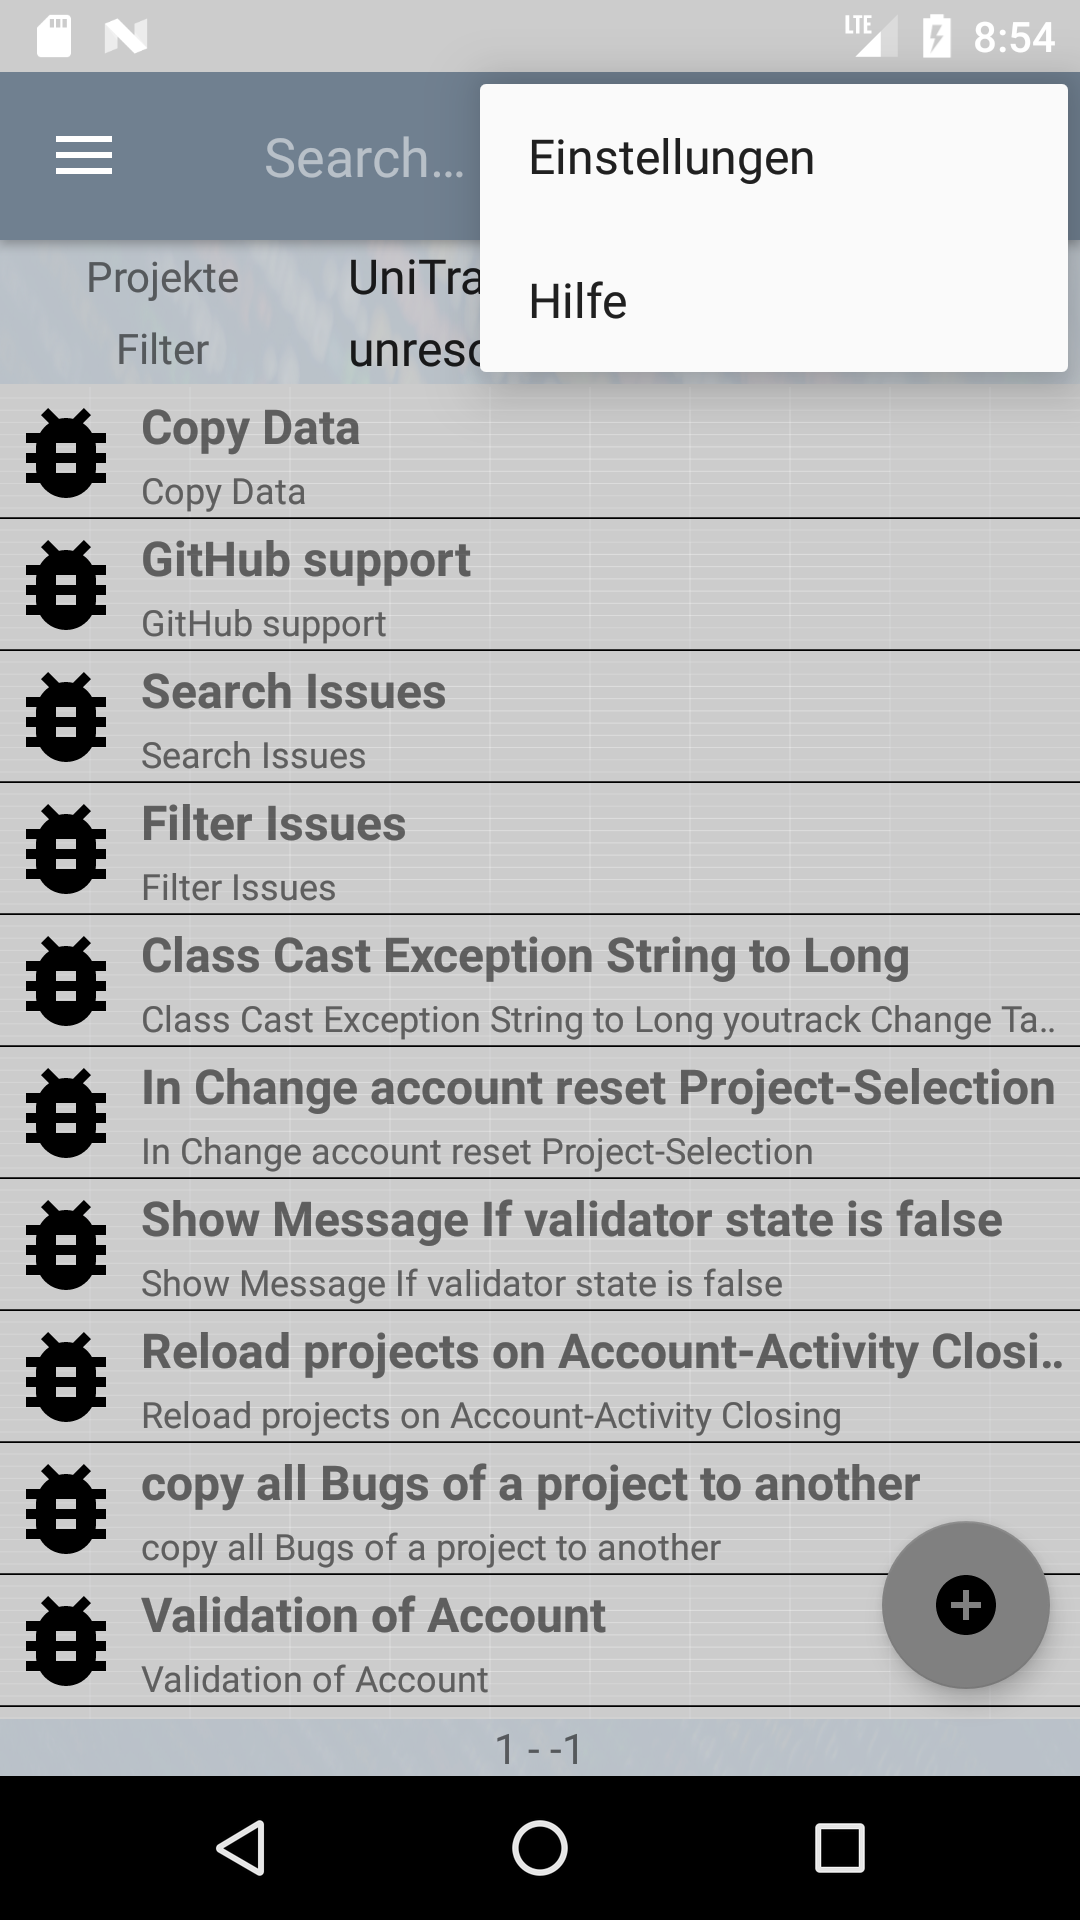 LTE 8:54
Search...
Einstellungen
Hilfe
Projekte
Filter
Copy Data
Copy Data
GitHub support
GitHub support
Search Issues
Search Issues
Filter Issues
Filter Issues
Class Cast Exception String to Long
Class Cast Exception String to Long youtrack Change Ta..
In Change account reset Project-Selection
In Change account reset Project-Selection
Show Message If validator state is false
Show Message If validator state is false
Reload projects on Account-Activity Closi..
Reload projects on Account-Activity Closing
copy all Bugs of a project to another
copy all Bugs of a project to another
Validation of Account
Validation of Account
1 - -1